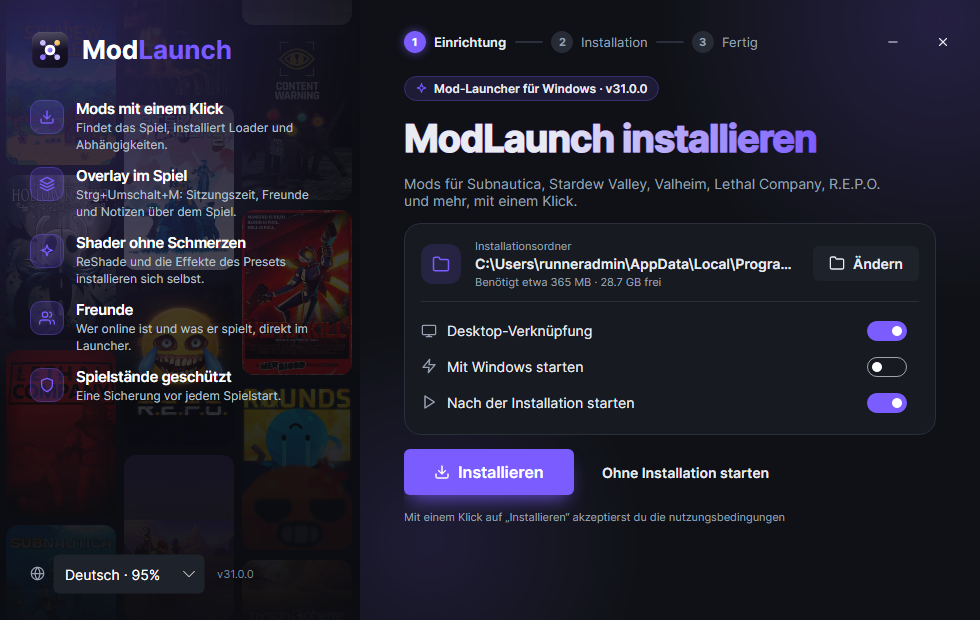 ModLaunch
Mods mit einem Klick
Findet das Spiel, installiert Loader und
Abhängigkeiten.
Overlay im Spiel
Strg+Umschalt+M: Sitzungszeit, Freunde
und Notizen über dem Spiel.
Shader ohne Schmerzen
ReShade und die Effekte des Presets
installieren sich selbst.
Freunde
Wer online ist und was er spielt, direkt im
Launcher.
Spielstände geschützt
Eine Sicherung vor jedem Spielstart.
CONTENT
WARNING
R.E.P.O.
ROUNDS
SUBNAUTICA
Deutsch · 95%
v31.0.0
1 Einrichtung
2 Installation
3 Fertig
Mod-Launcher für Windows · v31.0.0
ModLaunch installieren
Mods für Subnautica, Stardew Valley, Valheim, Lethal Company, R.E.P.O.
und mehr, mit einem Klick.
Installationsordner
C:\Users\runneradmin\AppData\Local\Progra...
Benötigt etwa 365 MB · 28.7 GB frei
Ändern
Desktop-Verknüpfung
Mit Windows starten
Nach der Installation starten
Installieren
Ohne Installation starten
Mit einem Klick auf „Installieren“ akzeptierst du die nutzungsbedingungen